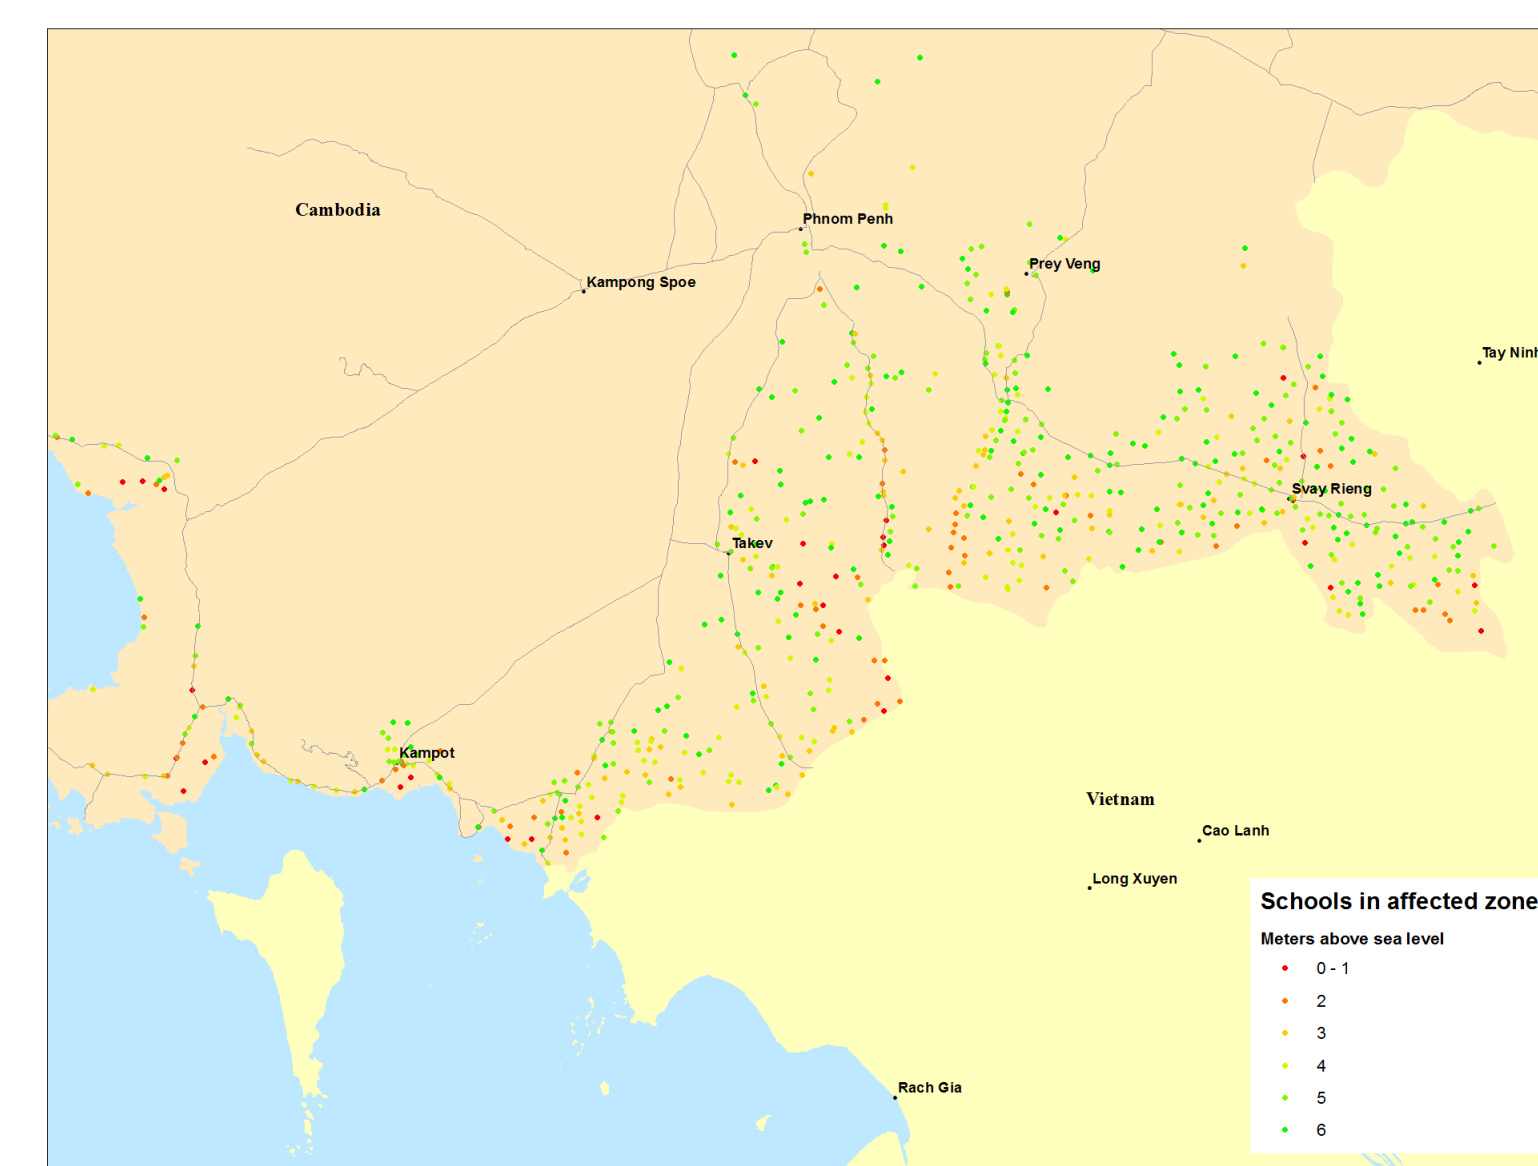 Cambodia
Phnom Penh
Prey Veng
Kampong Spoe
Tay Ninh
Svay Rieng
Takev
Kampot
Vietnam
Cao Lanh
Long Xuyen
Rach Gia
Schools in affected zone
Meters above sea level
0 - 1
2
3
4
5
6